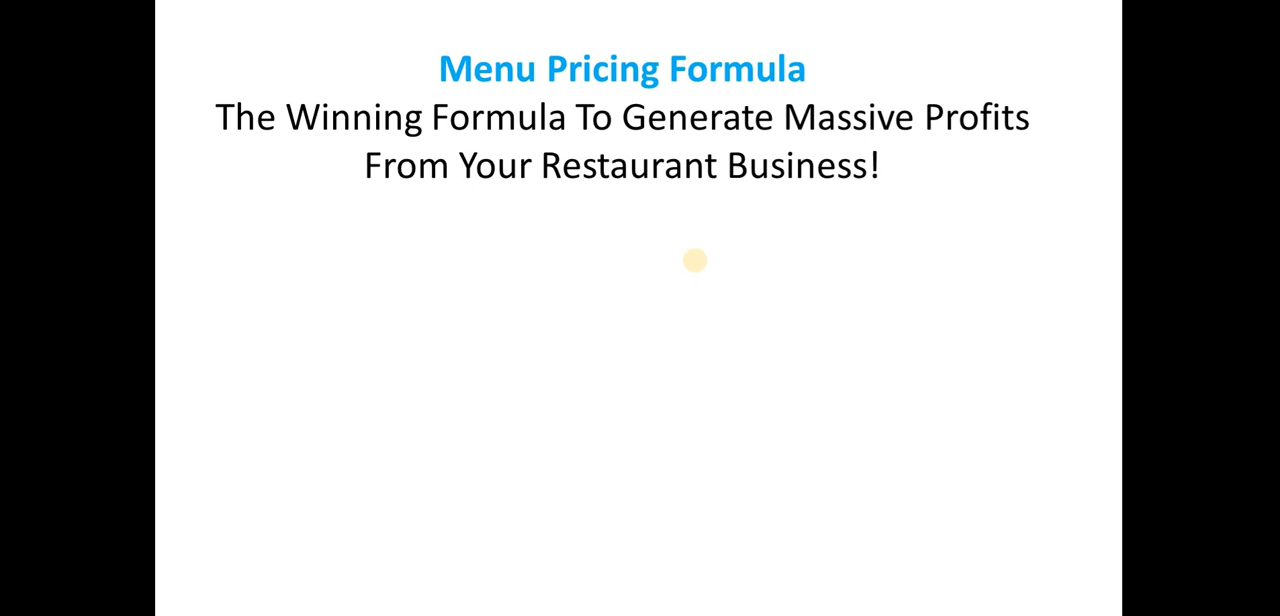 Menu Pricing Formula
The Winning Formula To Generate Massive Profits
From Your Restaurant Business!